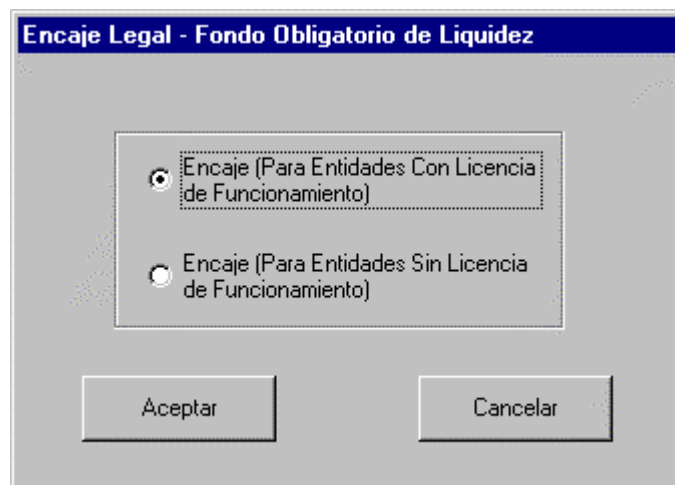 Encaje Legal - Fondo Obligatorio de Liquidez
Encaje (Para Entidades Con Licencia
de Funcionamiento)
Encaje (Para Entidades Sin Licencia
de Funcionamiento)
Aceptar
Cancelar